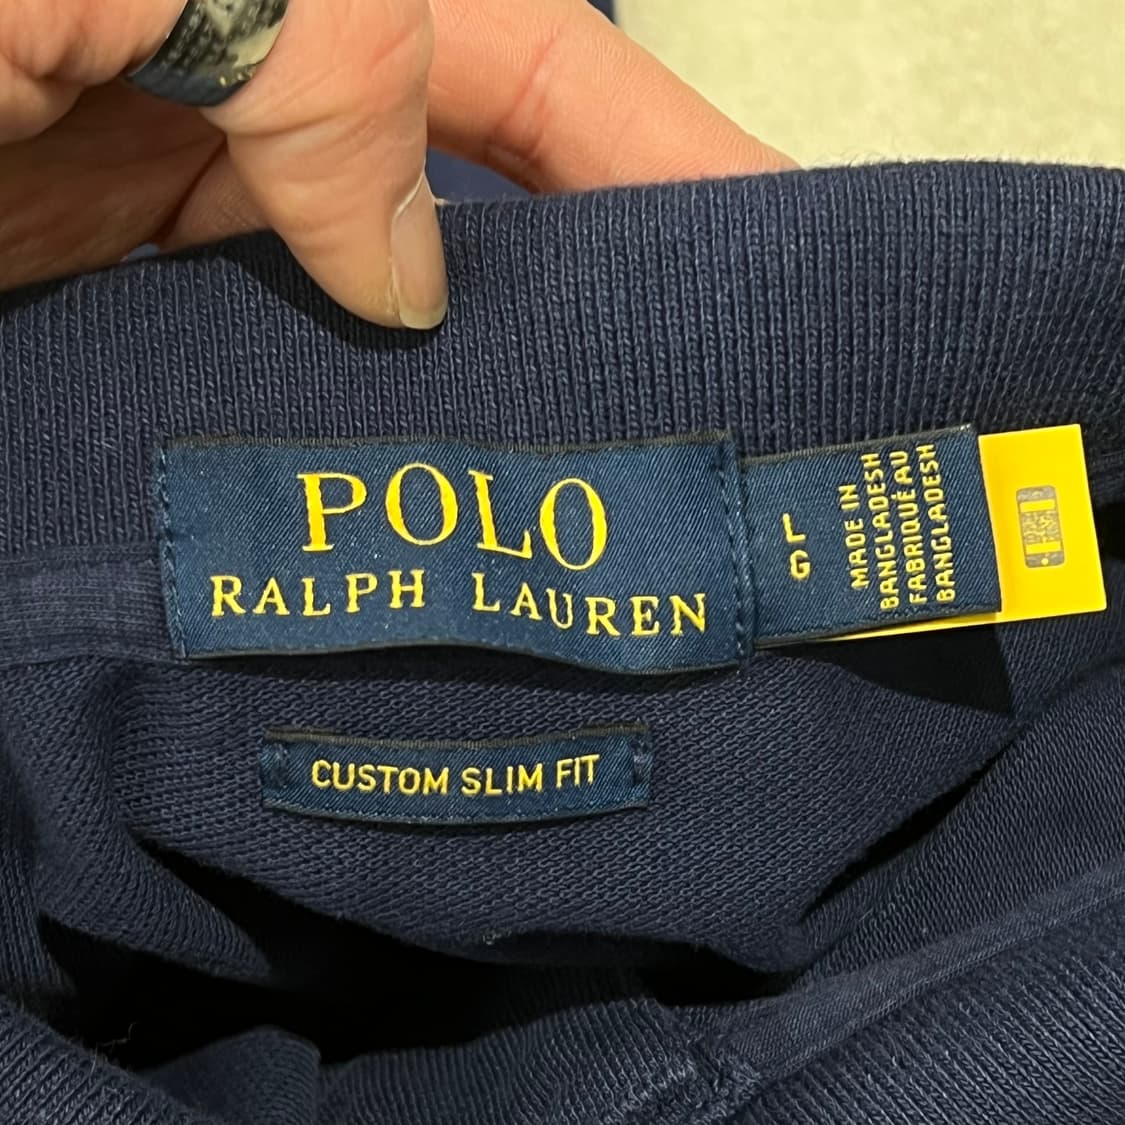 POLO
RALPH LAUREN
L
G
MADE IN
BANGLADESH
FABRIQUÉ AU
BANGLADESH
CUSTOM SLIM FIT